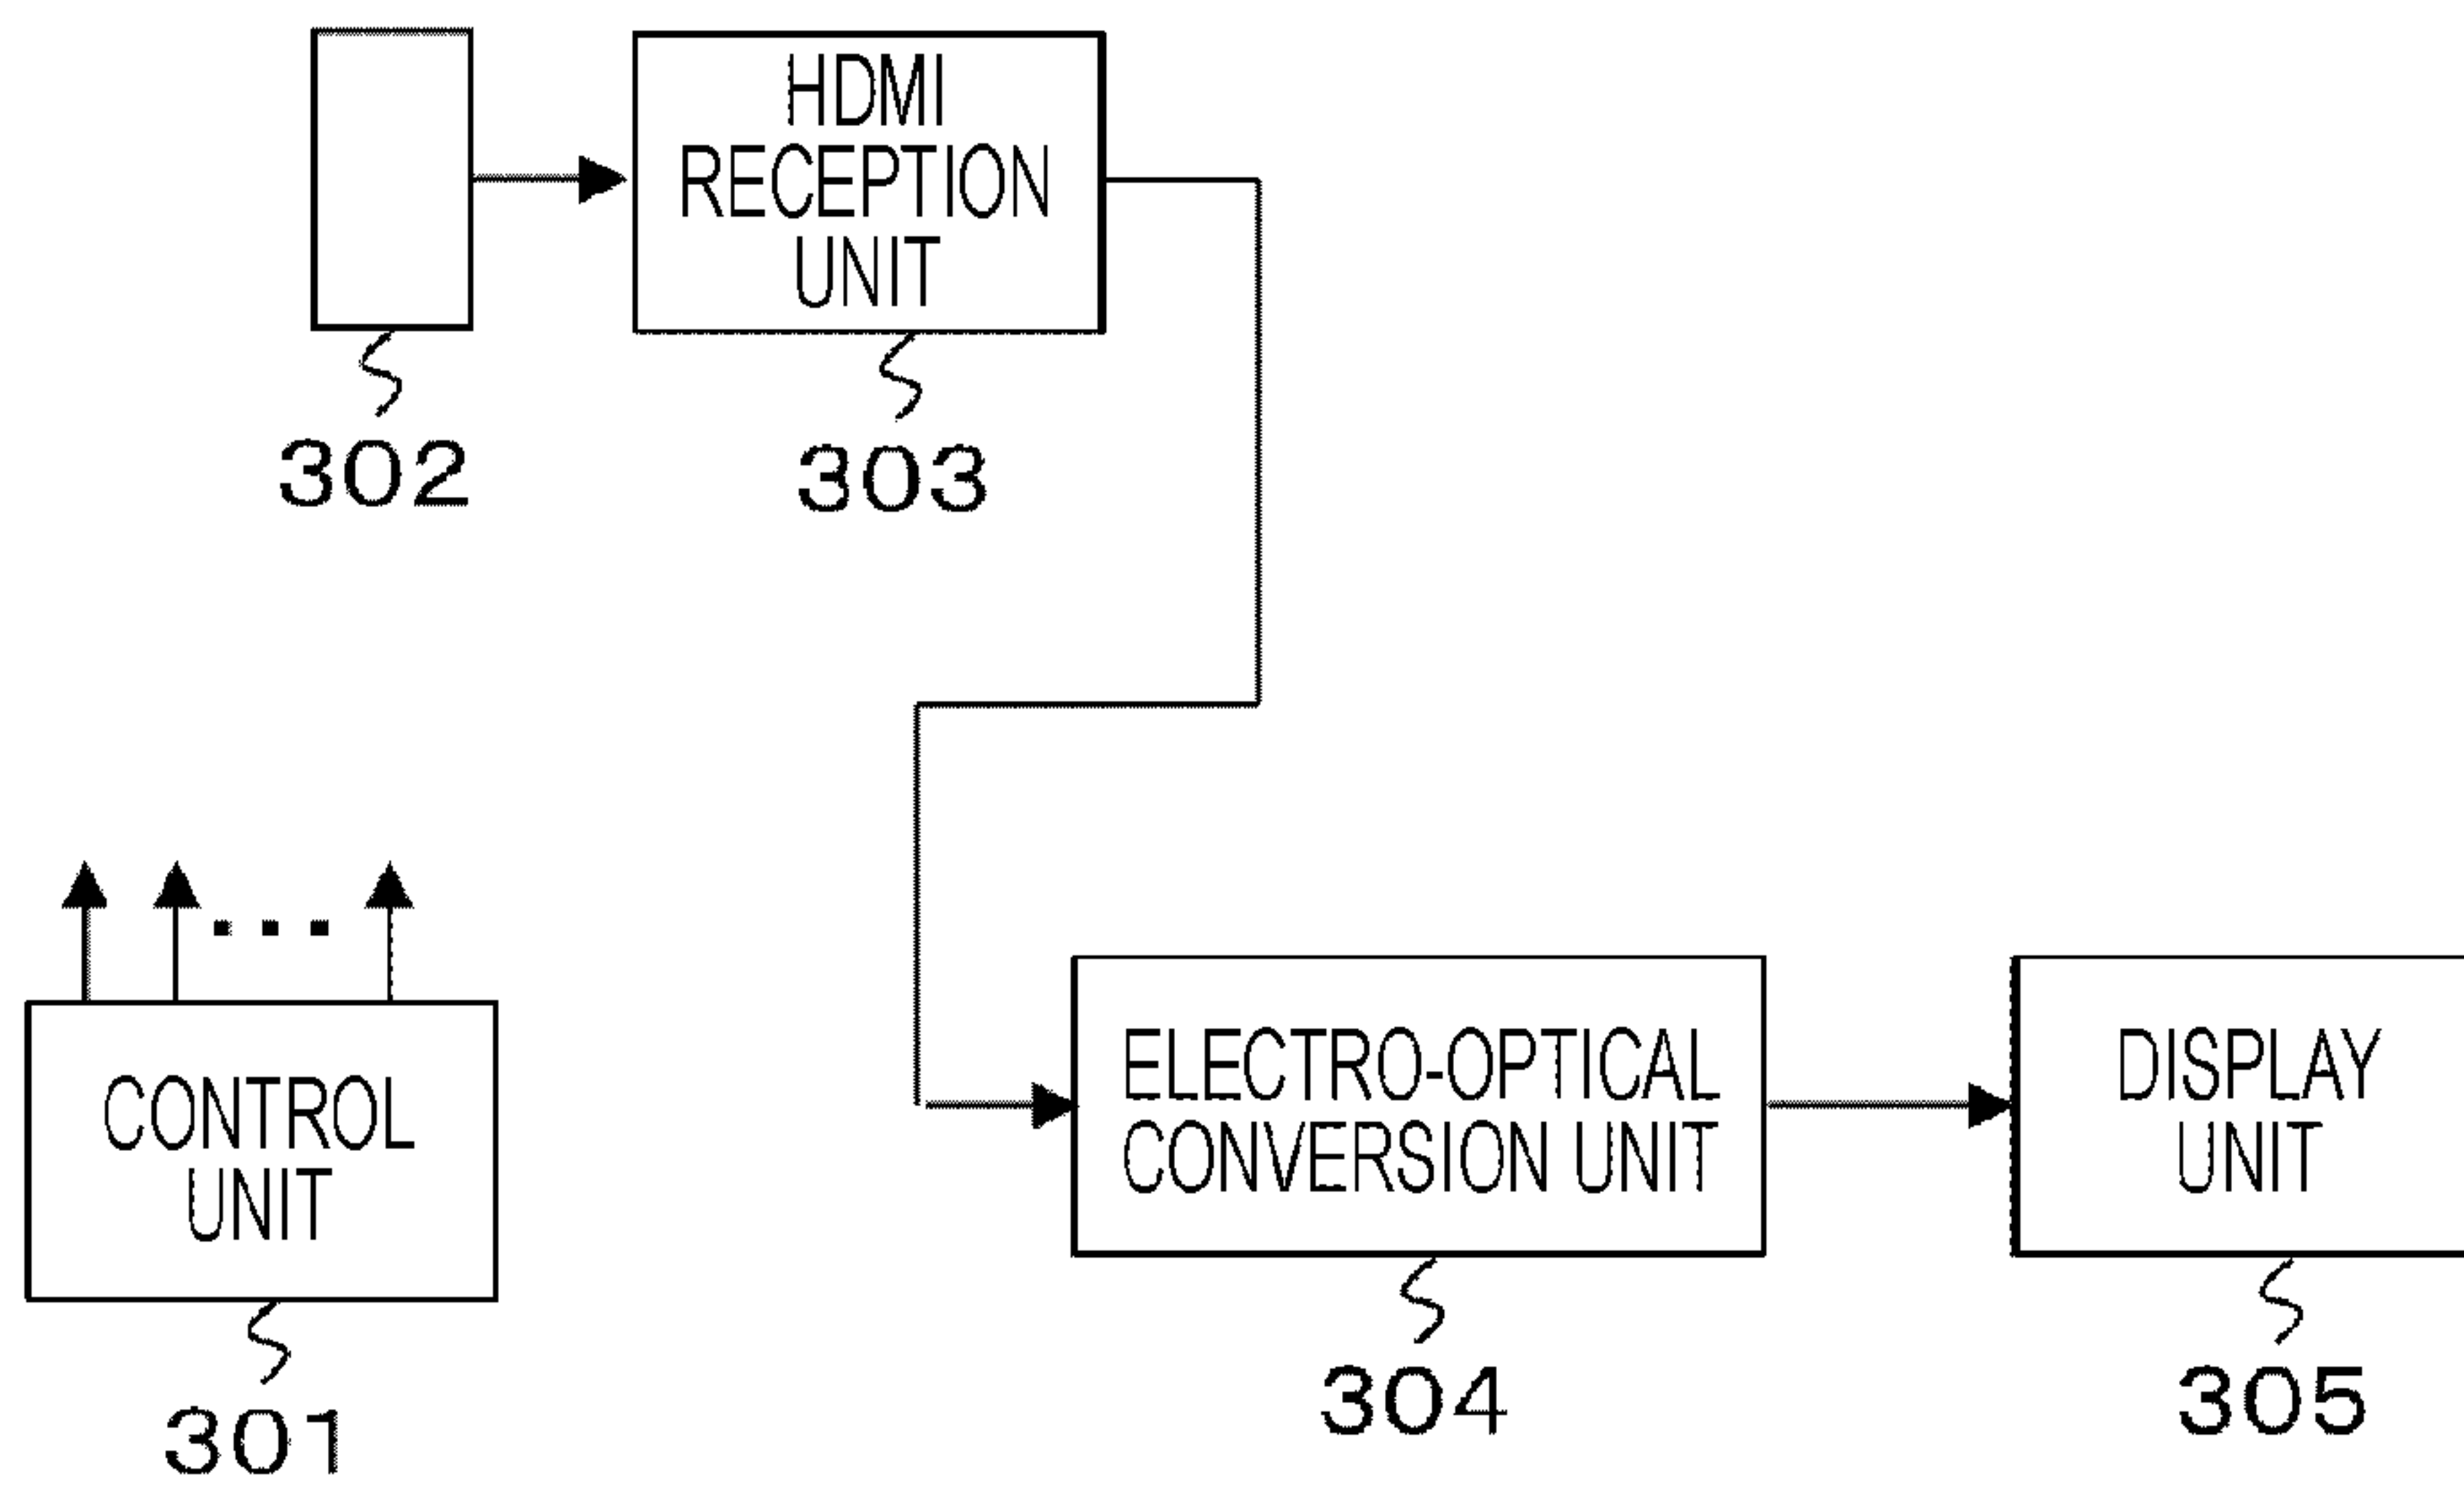 HDMI
RECEPTION
UNIT
302
303
CONTROL
UNIT
301
ELECTRO-OPTICAL
CONVERSION UNIT
304
DISPLAY
UNIT
305